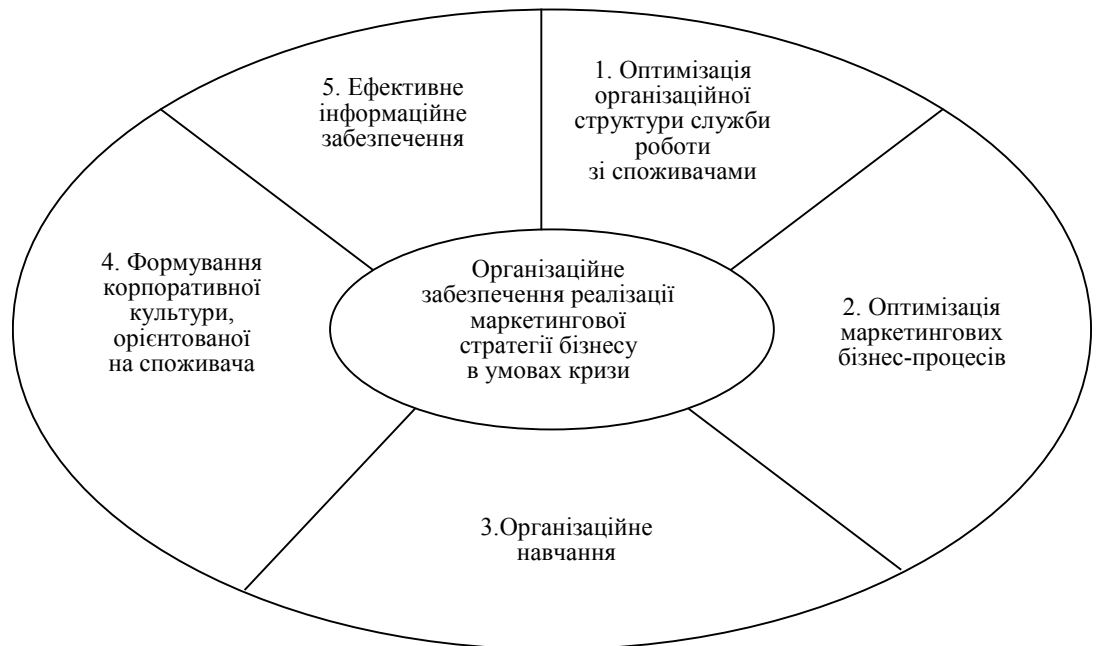 1. Оптимізація
організаційної
структури служби
роботи
зі споживачами
2. Оптимізація
маркетингових
бізнес-процесів
3.Організаційне
навчання
4. Формування
корпоративної
культури,
орієнтованої
на споживача
5. Ефективне
інформаційне
забезпечення
Організаційне
забезпечення реалізації
маркетингової
стратегії бізнесу
в умовах кризи